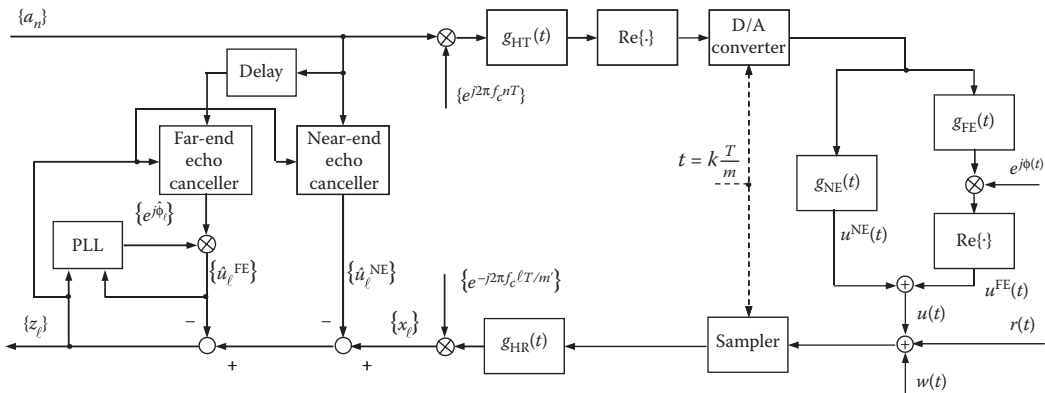 {aₙ}
g_HT(t)
Re{·}
D/A
converter
Delay
{e^{j2πf_c nT}}
Far-end
echo
canceller
Near-end
echo
canceller
t = k T/m
g_FE(t)
g_NE(t)
e^{jϕ(t)}
{e^{jϕ̂_ℓ}}
PLL
u^NE(t)
Re{·}
{û_ℓ^FE}
{û_ℓ^NE}
{e^{−j2πf_c ℓT/m′}}
u^FE(t)
u(t)
{z_ℓ}
−
−
{x_ℓ}
g_HR(t)
Sampler
r(t)
+
+
w(t)